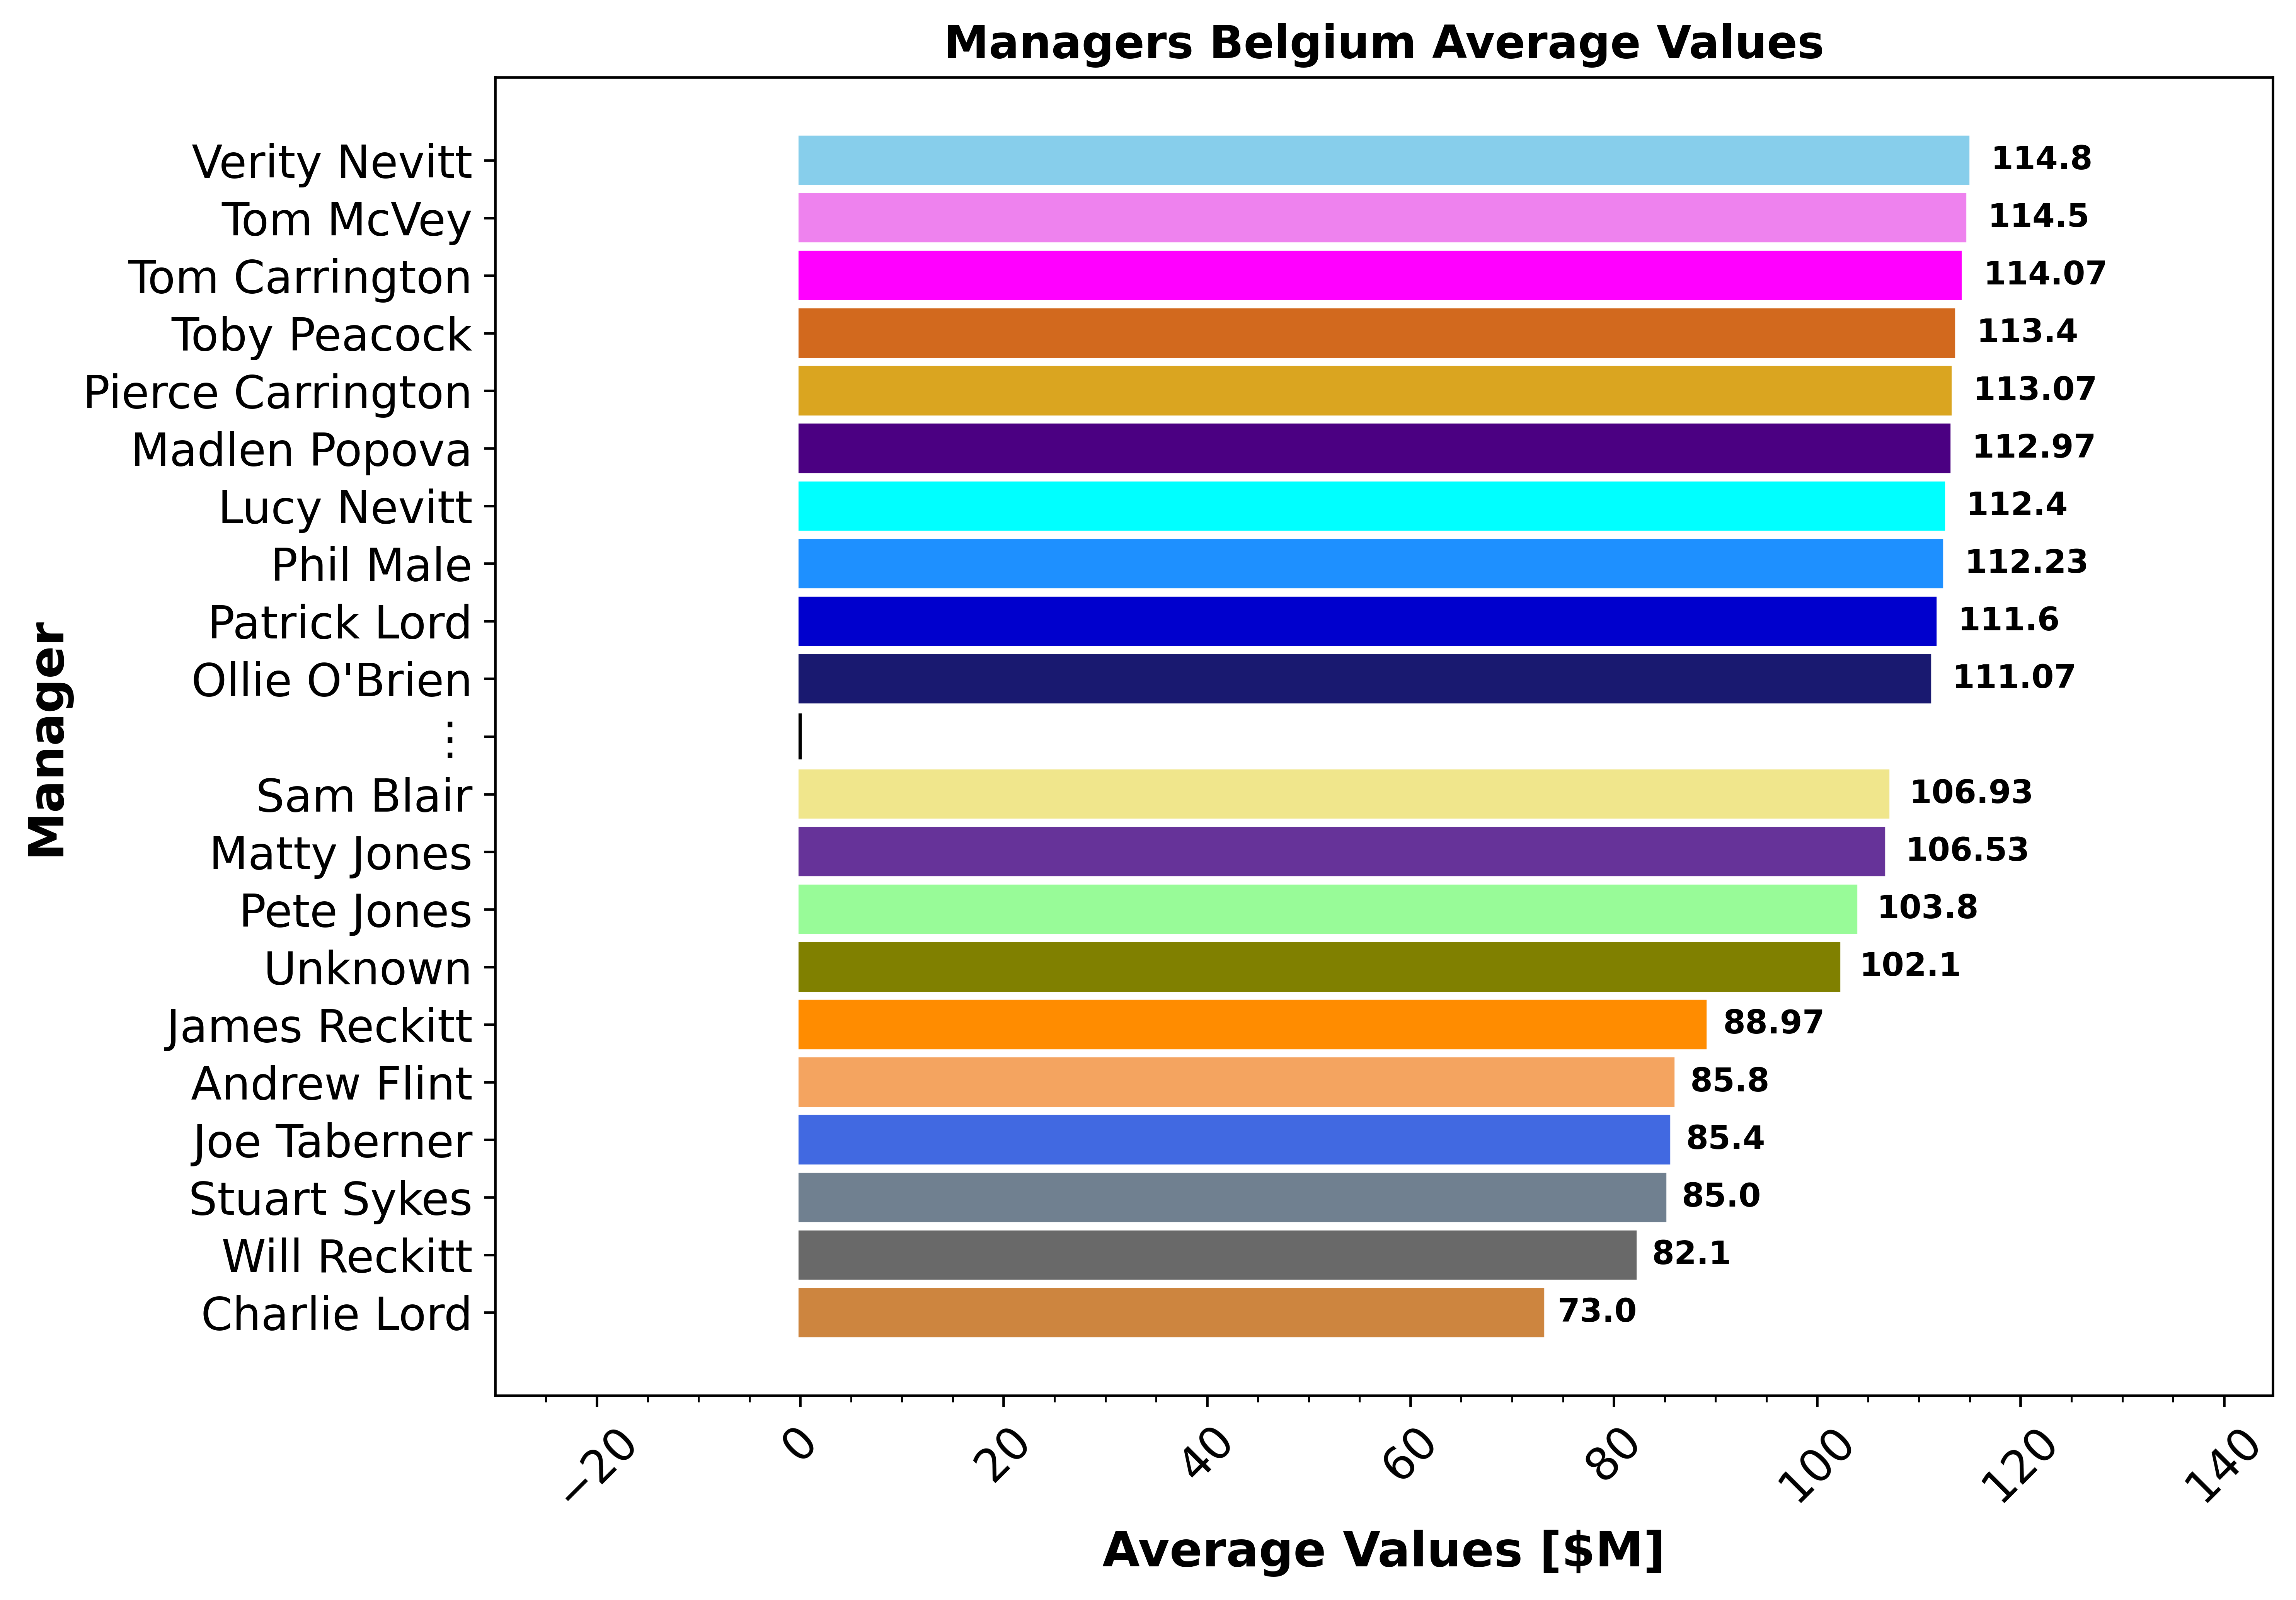 Managers Belgium Average Values
Manager
Verity Nevitt 114.8
Tom McVey 114.5
Tom Carrington 114.07
Toby Peacock 113.4
Pierce Carrington 113.07
Madlen Popova 112.97
Lucy Nevitt 112.4
Phil Male 112.23
Patrick Lord 111.6
Ollie O'Brien 111.07
⋮
Sam Blair 106.93
Matty Jones 106.53
Pete Jones 103.8
Unknown 102.1
James Reckitt 88.97
Andrew Flint 85.8
Joe Taberner 85.4
Stuart Sykes 85.0
Will Reckitt 82.1
Charlie Lord 73.0
−20 0 20 40 60 80 100 120 140
Average Values [$M]